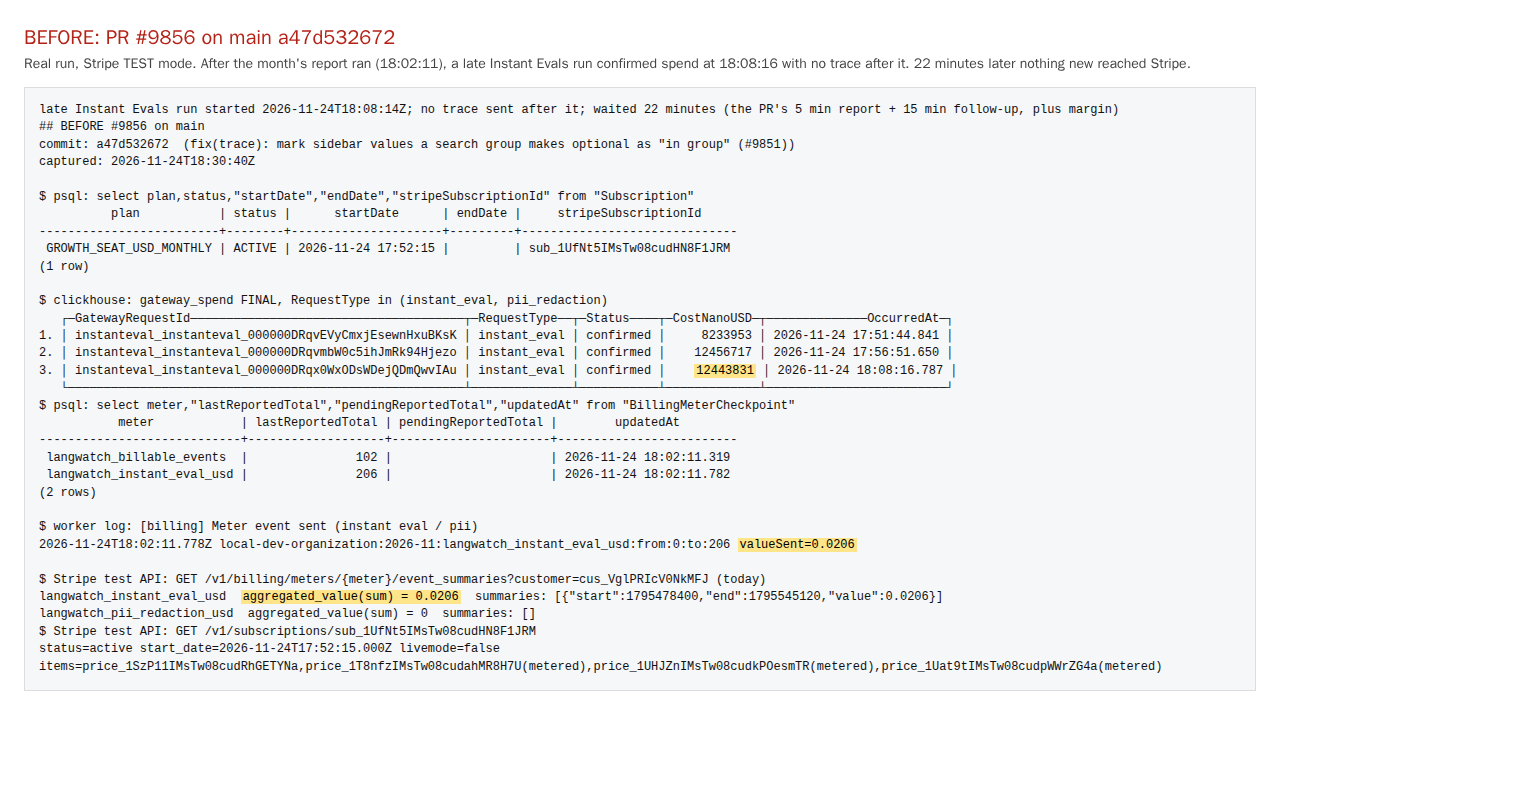 BEFORE: PR #9856 on main a47d532672
Real run, Stripe TEST mode. After the month's report ran (18:02:11), a late Instant Evals run confirmed spend at 18:08:16 with no trace after it. 22 minutes later nothing new reached Stripe.
late Instant Evals run started 2026-11-24T18:08:14Z; no trace sent after it; waited 22 minutes (the PR's 5 min report + 15 min follow-up, plus margin)
## BEFORE #9856 on main
commit: a47d532672  (fix(trace): mark sidebar values a search group makes optional as "in group" (#9851))
captured: 2026-11-24T18:30:40Z
$ psql: select plan,status,"startDate","endDate","stripeSubscriptionId" from "Subscription"
          plan           | status |      startDate      | endDate |     stripeSubscriptionId
-------------------------+--------+---------------------+---------+------------------------------
 GROWTH_SEAT_USD_MONTHLY | ACTIVE | 2026-11-24 17:52:15 |         | sub_1UfNt5IMsTw08cudHN8F1JRM
(1 row)
$ clickhouse: gateway_spend FINAL, RequestType in (instant_eval, pii_redaction)
   ┌─GatewayRequestId──────────────────────────────────────┬─RequestType──┬─Status────┬─CostNanoUSD─┬──────────────OccurredAt─┐
1. │ instanteval_instanteval_000000DRqvEVyCmxjEsewnHxuBKsK │ instant_eval │ confirmed │     8233953 │ 2026-11-24 17:51:44.841 │
2. │ instanteval_instanteval_000000DRqvmbW0c5ihJmRk94Hjezo │ instant_eval │ confirmed │    12456717 │ 2026-11-24 17:56:51.650 │
3. │ instanteval_instanteval_000000DRqx0WxODsWDejQDmQwvIAu │ instant_eval │ confirmed │    12443831 │ 2026-11-24 18:08:16.787 │
   └───────────────────────────────────────────────────────┴──────────────┴───────────┴─────────────┴─────────────────────────┘
$ psql: select meter,"lastReportedTotal","pendingReportedTotal","updatedAt" from "BillingMeterCheckpoint"
           meter            | lastReportedTotal | pendingReportedTotal |        updatedAt
----------------------------+-------------------+----------------------+-------------------------
 langwatch_billable_events  |               102 |                      | 2026-11-24 18:02:11.319
 langwatch_instant_eval_usd |               206 |                      | 2026-11-24 18:02:11.782
(2 rows)
$ worker log: [billing] Meter event sent (instant eval / pii)
2026-11-24T18:02:11.778Z local-dev-organization:2026-11:langwatch_instant_eval_usd:from:0:to:206 valueSent=0.0206
$ Stripe test API: GET /v1/billing/meters/{meter}/event_summaries?customer=cus_VglPRIcV0NkMFJ (today)
langwatch_instant_eval_usd  aggregated_value(sum) = 0.0206  summaries: [{"start":1795478400,"end":1795545120,"value":0.0206}]
langwatch_pii_redaction_usd  aggregated_value(sum) = 0  summaries: []
$ Stripe test API: GET /v1/subscriptions/sub_1UfNt5IMsTw08cudHN8F1JRM
status=active start_date=2026-11-24T17:52:15.000Z livemode=false
items=price_1SzP11IMsTw08cudRhGETYNa,price_1T8nfzIMsTw08cudahMR8H7U(metered),price_1UHJZnIMsTw08cudkPOesmTR(metered),price_1Uat9tIMsTw08cudpWWrZG4a(metered)